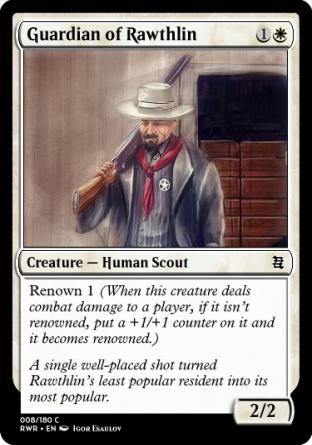 Guardian of Rawthlin 1
Creature — Human Scout
Renown 1 (When this creature deals
combat damage to a player, if it isn't
renowned, put a +1/+1 counter on it and
it becomes renowned.)
A single well-placed shot turned
Rawthlin's least popular resident into its
most popular.
2/2
008/180 C
RWR • EN Igor Esaulov